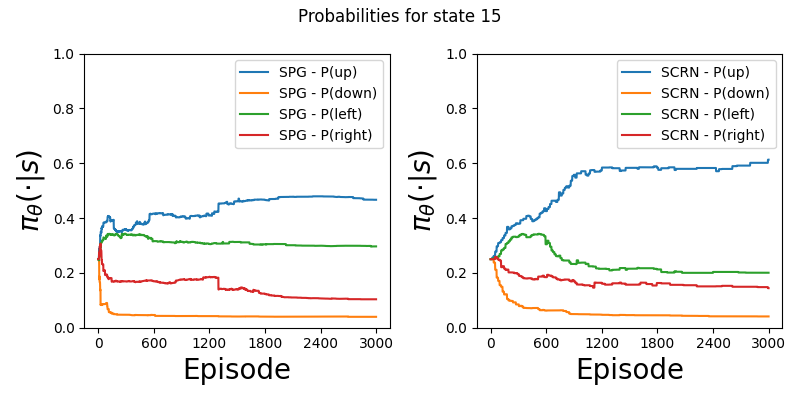 Probabilities for state 15
π_θ(·|s)
1.0
0.8
0.6
0.4
0.2
0.0
SPG - P(up)
SPG - P(down)
SPG - P(left)
SPG - P(right)
0 600 1200 1800 2400 3000
Episode
π_θ(·|s)
1.0
0.8
0.6
0.4
0.2
0.0
SCRN - P(up)
SCRN - P(down)
SCRN - P(left)
SCRN - P(right)
0 600 1200 1800 2400 3000
Episode